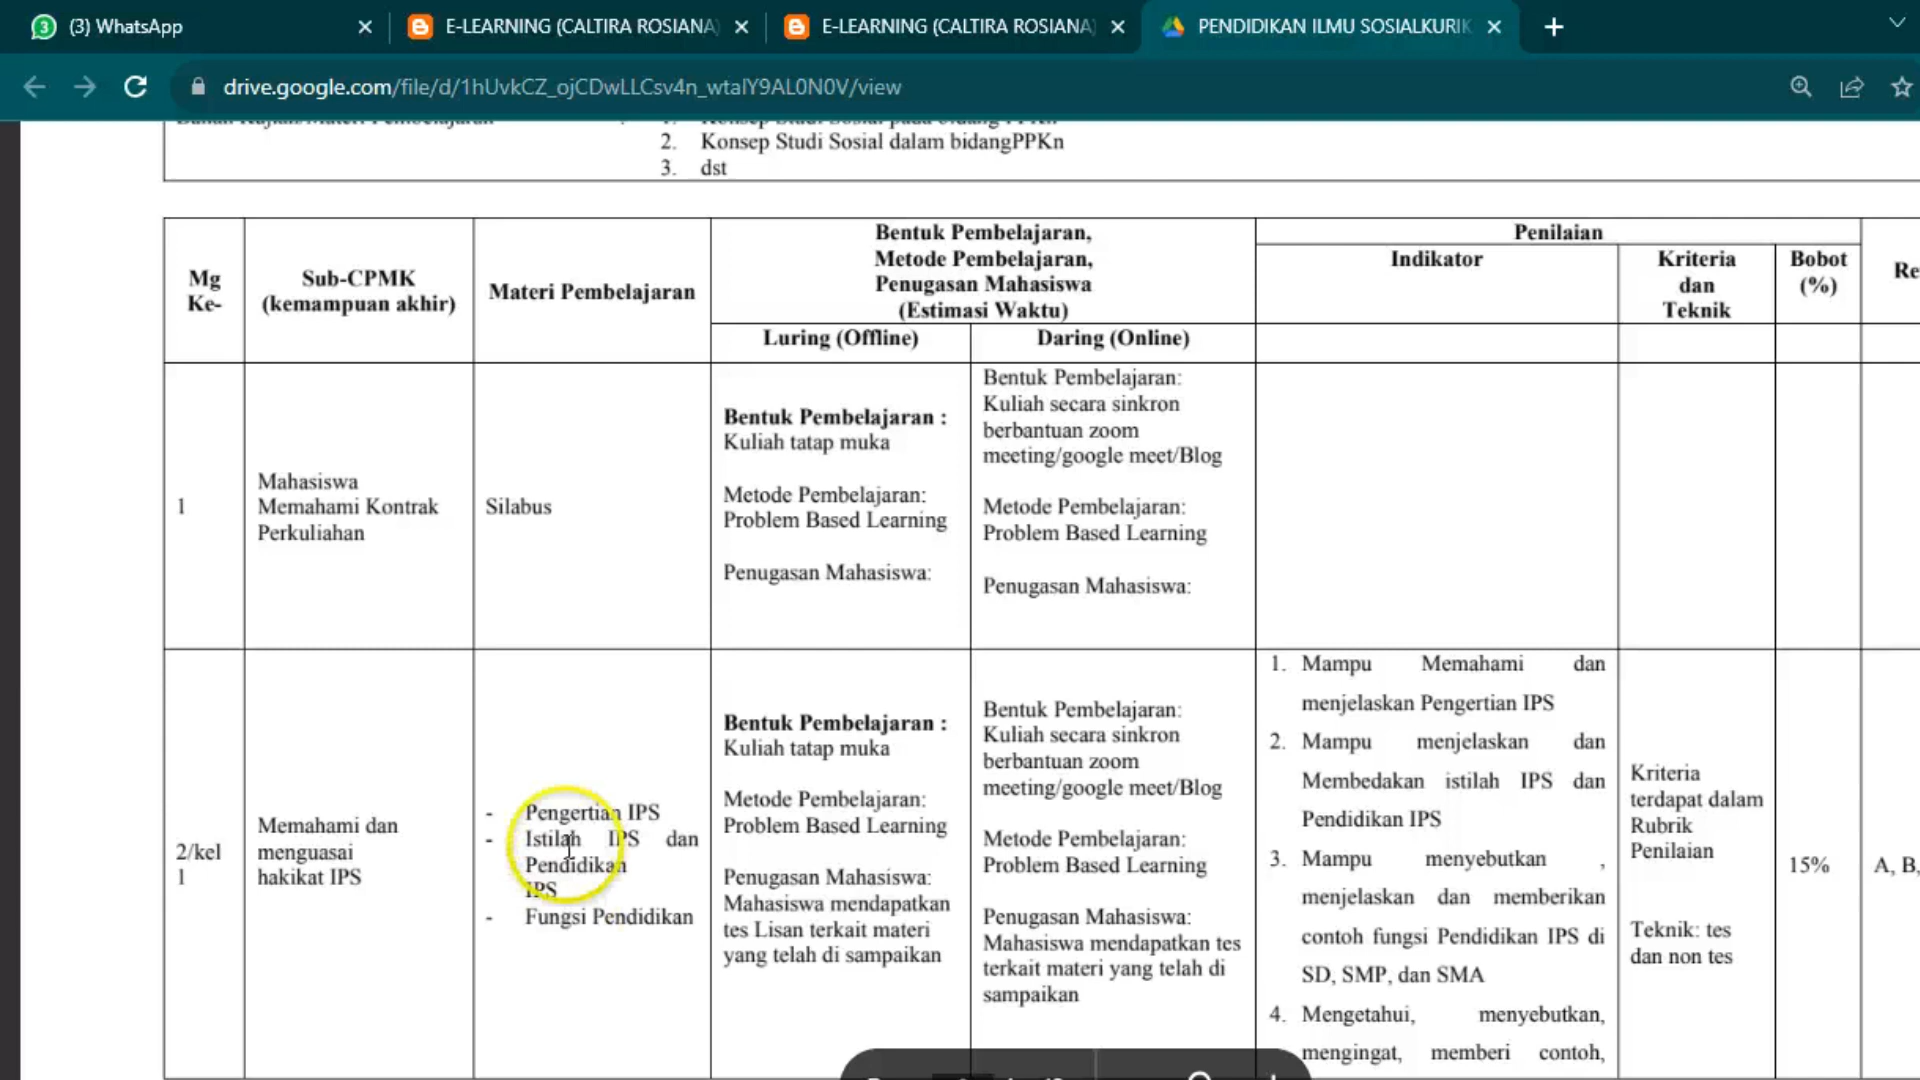 (3) WhatsApp
E-LEARNING (CALTIRA ROSIANA)
E-LEARNING (CALTIRA ROSIANA)
PENDIDIKAN ILMU SOSIALKURIK
drive.google.com/file/d/1hUvkCZ_ojCDwLLCsv4n_wtalY9AL0N0V/view
2. Konsep Studi Sosial dalam bidangPPKn
3. dst
Mg
Ke-
Sub-CPMK
(kemampuan akhir)
Materi Pembelajaran
Bentuk Pembelajaran,
Metode Pembelajaran,
Penugasan Mahasiswa
(Estimasi Waktu)
Luring (Offline)
Daring (Online)
Penilaian
Indikator
Kriteria
dan
Teknik
Bobot
(%)
Re
1
Mahasiswa
Memahami Kontrak
Perkuliahan
Silabus
Bentuk Pembelajaran :
Kuliah tatap muka
Metode Pembelajaran:
Problem Based Learning
Penugasan Mahasiswa:
Bentuk Pembelajaran:
Kuliah secara sinkron
berbantuan zoom
meeting/google meet/Blog
Metode Pembelajaran:
Problem Based Learning
Penugasan Mahasiswa:
2/kel
1
Memahami dan
menguasai
hakikat IPS
- Pengertian IPS
- Istilah IPS dan
Pendidikan
IPS
- Fungsi Pendidikan
Bentuk Pembelajaran :
Kuliah tatap muka
Metode Pembelajaran:
Problem Based Learning
Penugasan Mahasiswa:
Mahasiswa mendapatkan
tes Lisan terkait materi
yang telah di sampaikan
Bentuk Pembelajaran:
Kuliah secara sinkron
berbantuan zoom
meeting/google meet/Blog
Metode Pembelajaran:
Problem Based Learning
Penugasan Mahasiswa:
Mahasiswa mendapatkan tes
terkait materi yang telah di
sampaikan
1. Mampu Memahami dan
menjelaskan Pengertian IPS
2. Mampu menjelaskan dan
Membedakan istilah IPS dan
Pendidikan IPS
3. Mampu menyebutkan ,
menjelaskan dan memberikan
contoh fungsi Pendidikan IPS di
SD, SMP, dan SMA
4. Mengetahui, menyebutkan,
mengingat, memberi contoh,
Kriteria
terdapat dalam
Rubrik
Penilaian
Teknik: tes
dan non tes
15%
A, B,